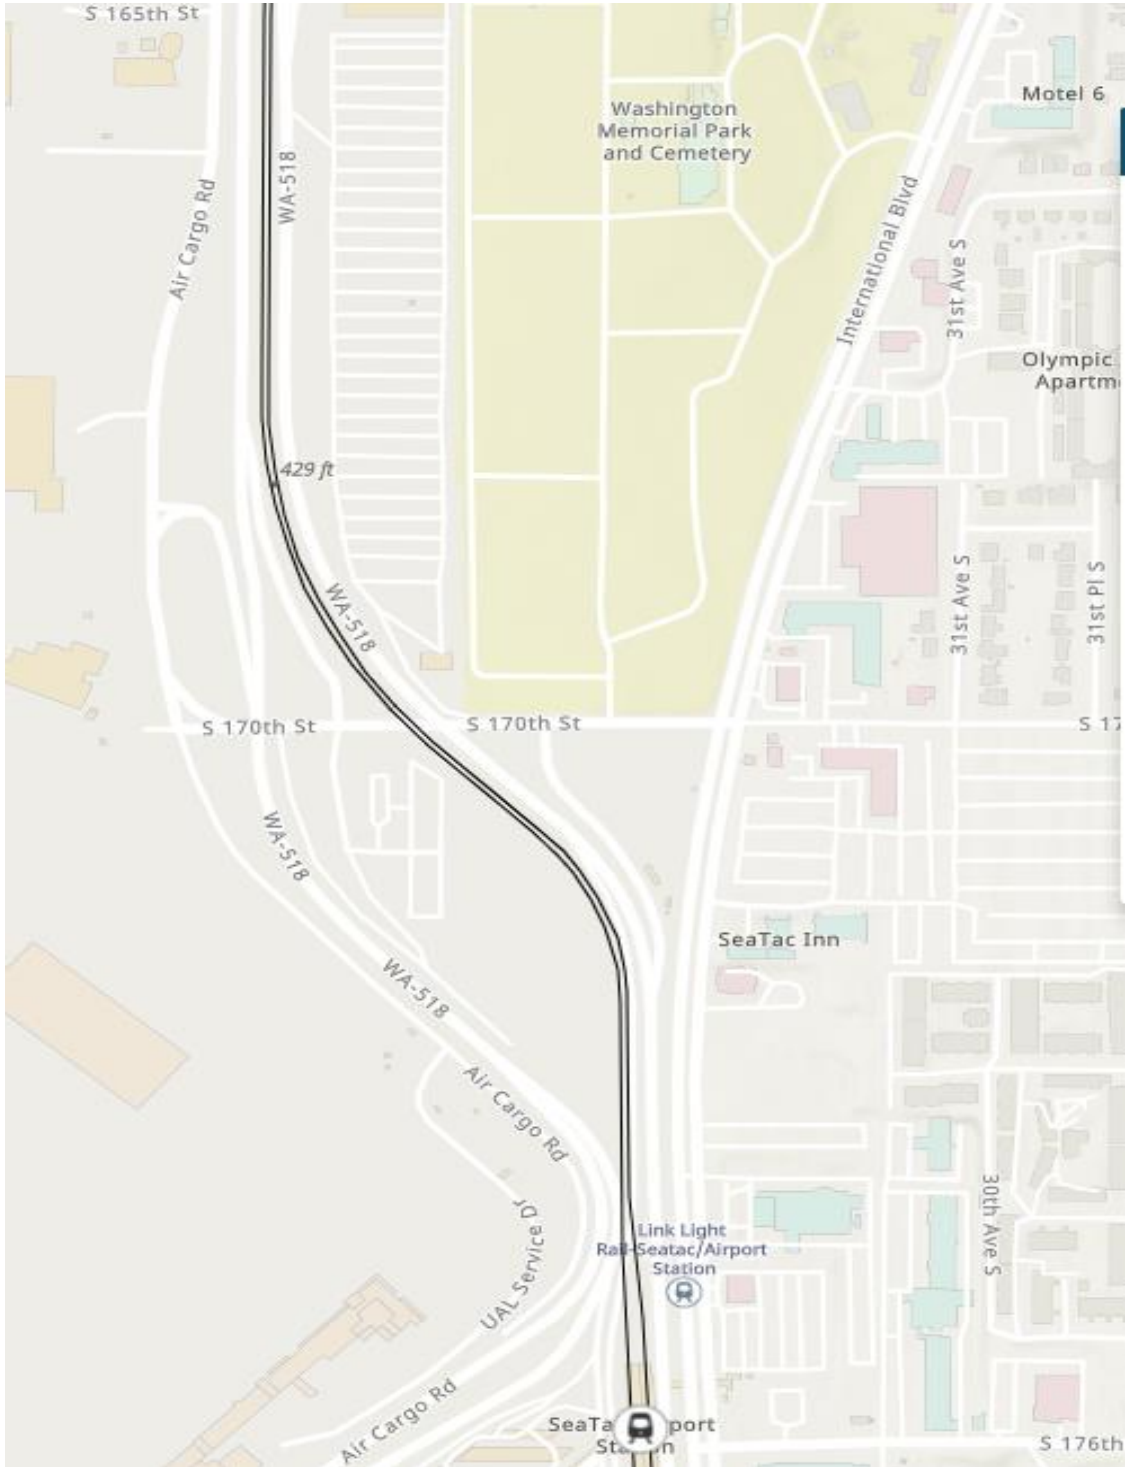 S 165th St
Motel 6
Washington
Memorial Park
and Cemetery
WA-518
Air Cargo Rd
International Blvd
31st Ave S
Olympic
Apartm
429 ft
31st Ave S
31st Pl S
WA-518
S 170th St
S 170th St
S 17
WA-518
SeaTac Inn
WA-518
Air Cargo Rd
30th Ave S
UAL Service Dr
Link Light
Rail-Seatac/Airport
Station
Air Cargo Rd
SeaTa port
St n
S 176th